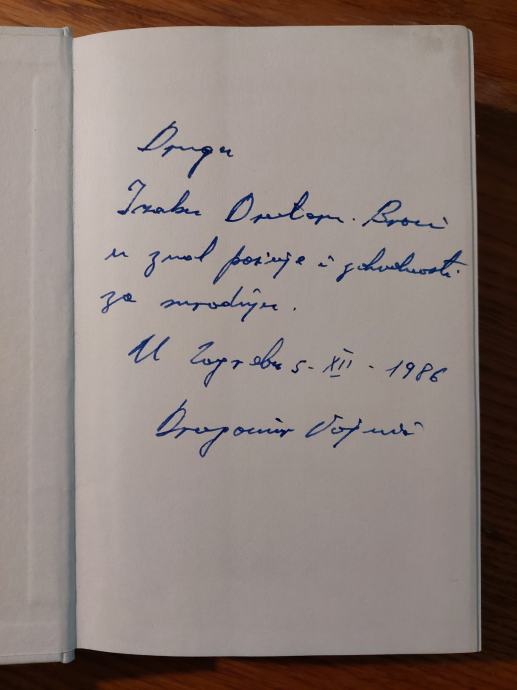 Drugu
u znak pažnje i zahvalnosti
za suradnju.
U Zagrebu 5-XII-1986
Dragomir Vojnić